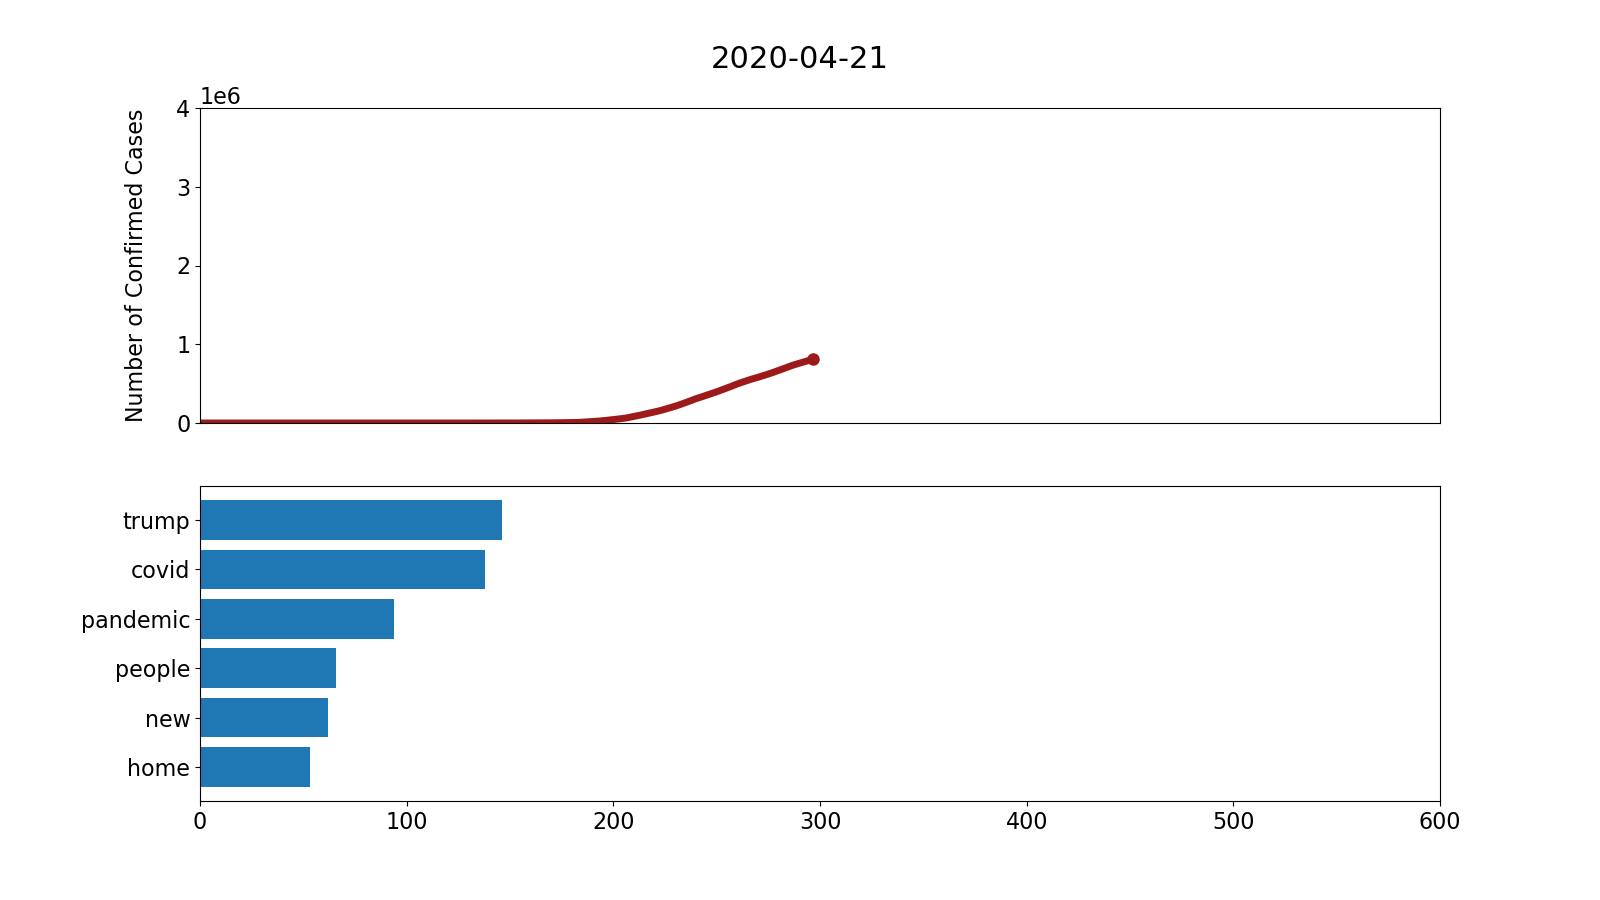 2020-04-21
1e6
4
3
2
1
0
Number of Confirmed Cases
trump
covid
pandemic
people
new
home
0 100 200 300 400 500 600